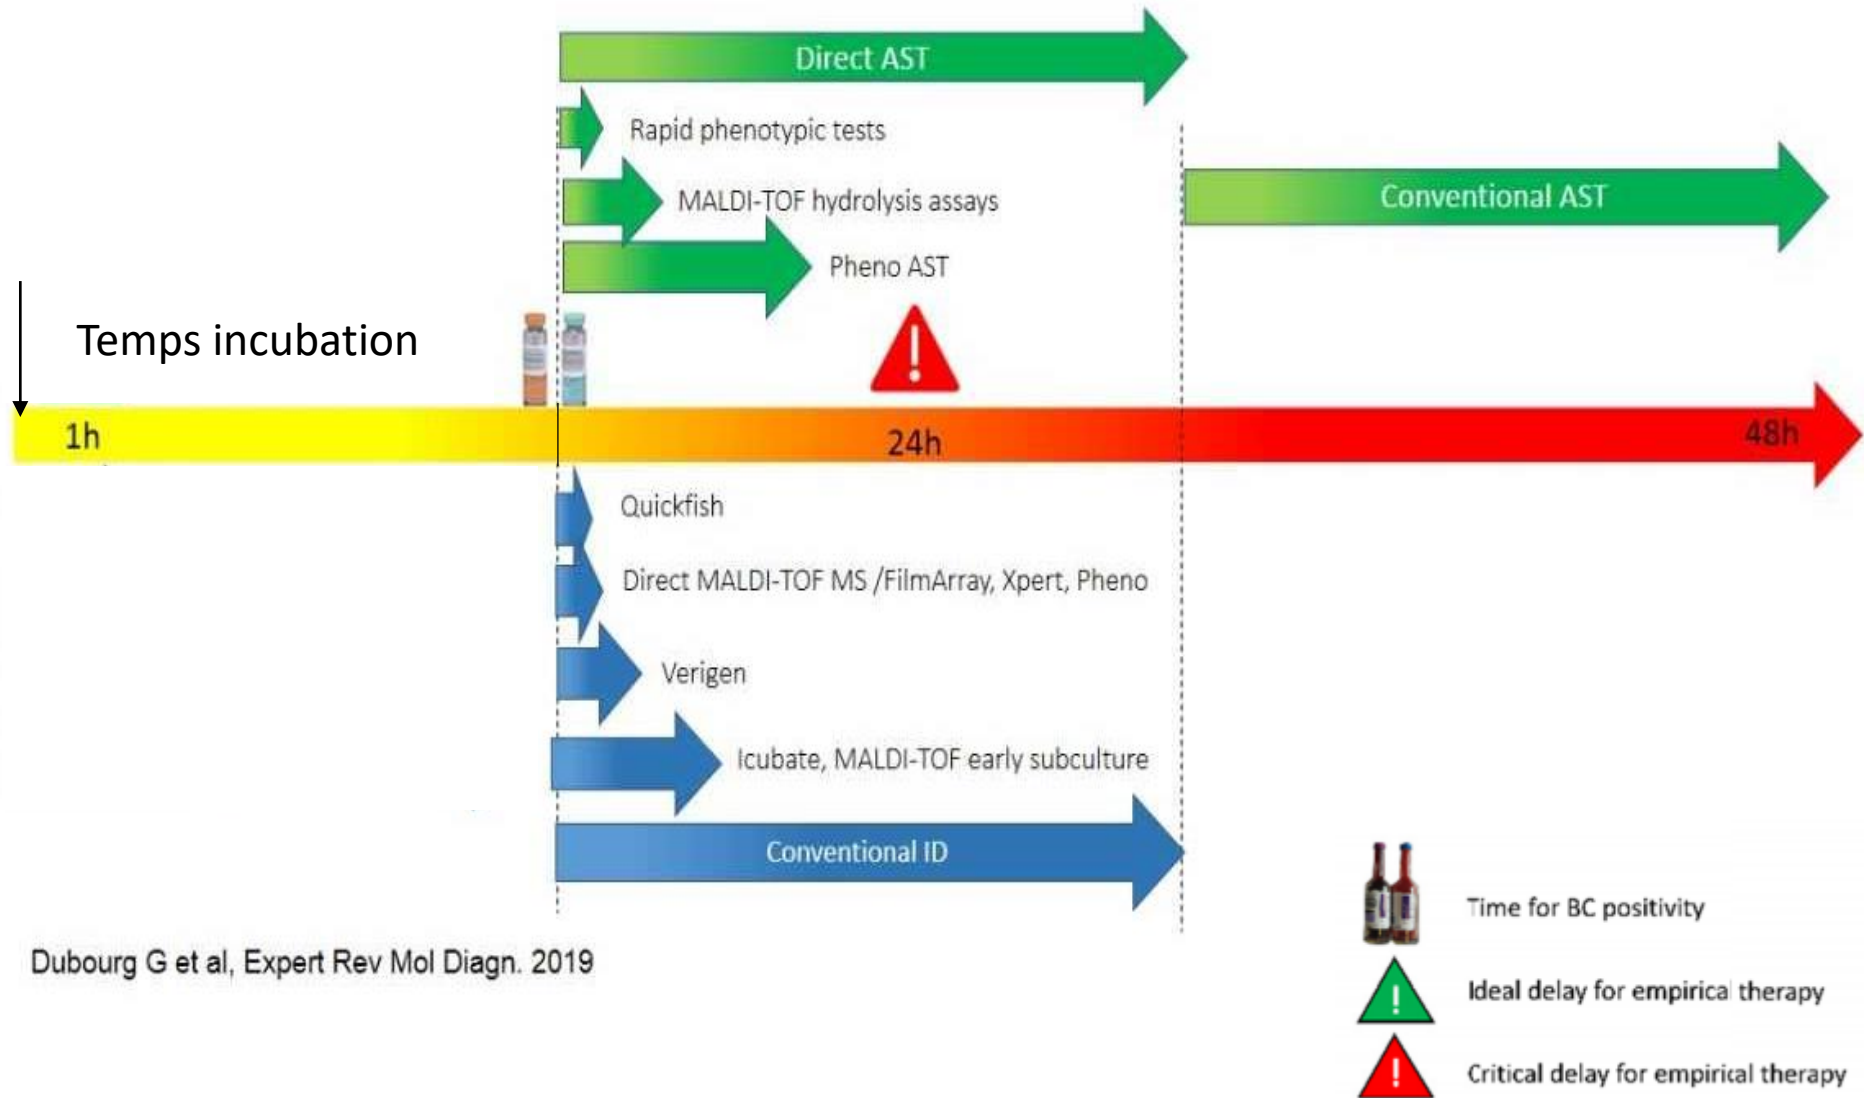 Direct AST
Rapid phenotypic tests
MALDI-TOF hydrolysis assays
Conventional AST
Pheno AST
Temps incubation
1h
24h
48h
Quickfish
Direct MALDI-TOF MS /FilmArray, Xpert, Pheno
Verigen
Icubate, MALDI-TOF early subculture
Conventional ID
Time for BC positivity
Dubourg G et al, Expert Rev Mol Diagn. 2019
Ideal delay for empirical therapy
Critical delay for empirical therapy